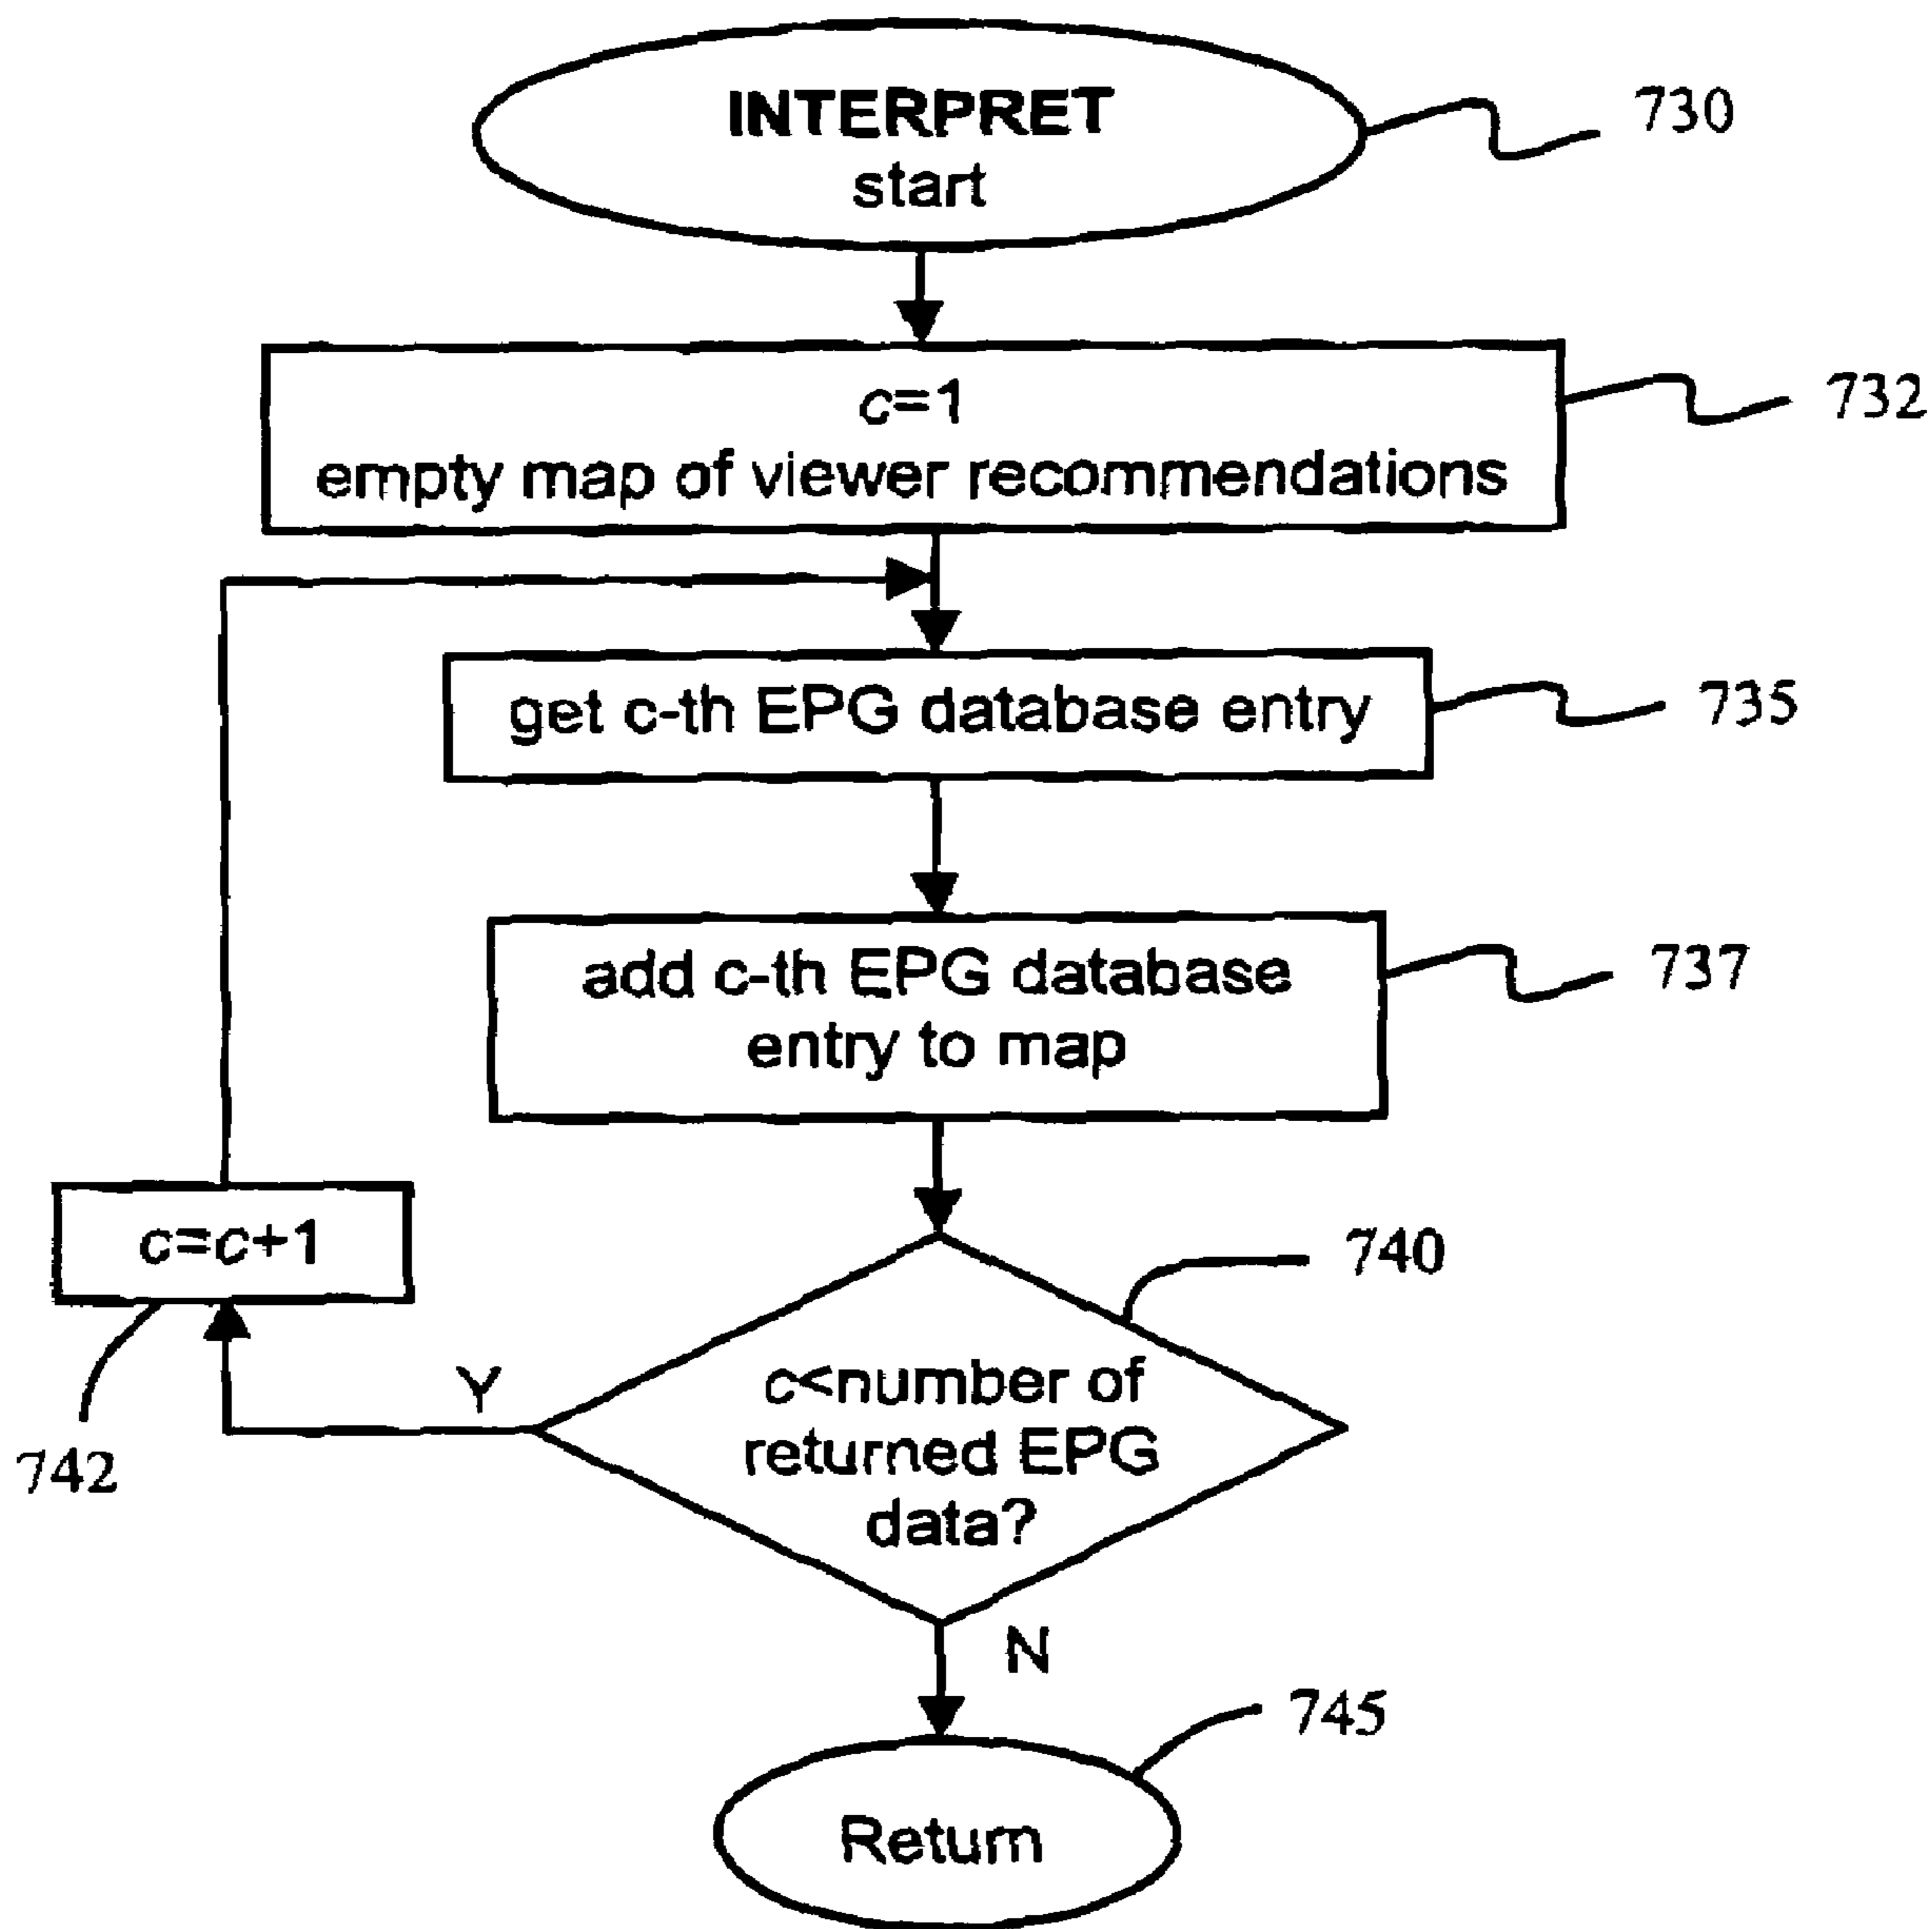 INTERPRET
start
730
c=1
empty map of viewer recommendations
732
get c-th EPG database entry
735
add c-th EPG database
entry to map
737
c=c+1
742
740
c<number of
returned EPG
data?
Y
N
745
Return